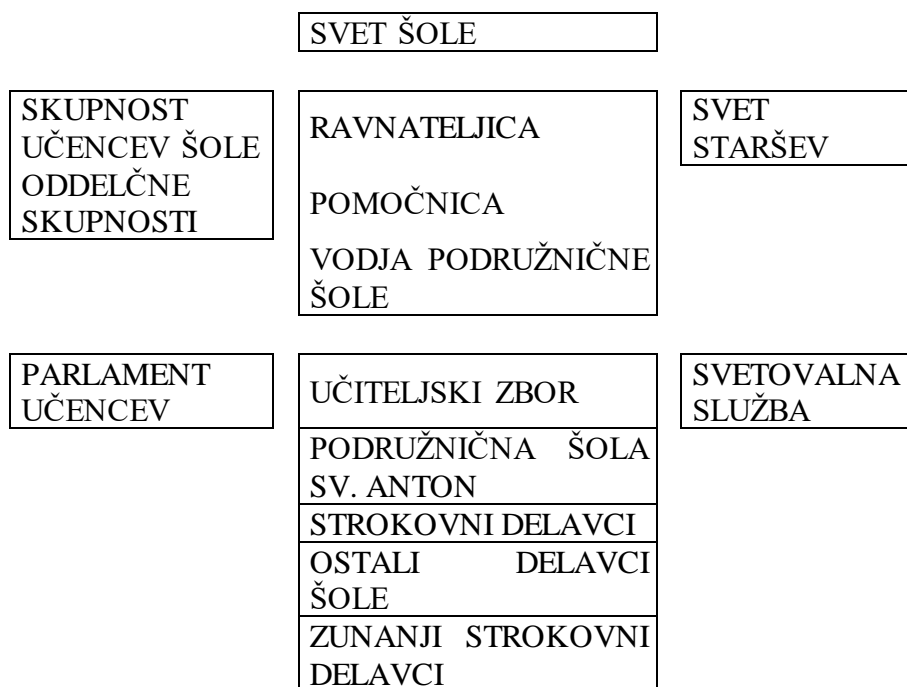 SVET ŠOLE
SKUPNOST
UČENCEV ŠOLE
ODDELČNE
SKUPNOSTI
RAVNATELJICA
POMOČNICA
VODJA PODRUŽNIČNE
ŠOLE
SVET
STARŠEV
PARLAMENT
UČENCEV
UČITELJSKI ZBOR
PODRUŽNIČNA ŠOLA
SV. ANTON
STROKOVNI DELAVCI
OSTALI DELAVCI
ŠOLE
ZUNANJI STROKOVNI
DELAVCI
SVETOVALNA
SLUŽBA